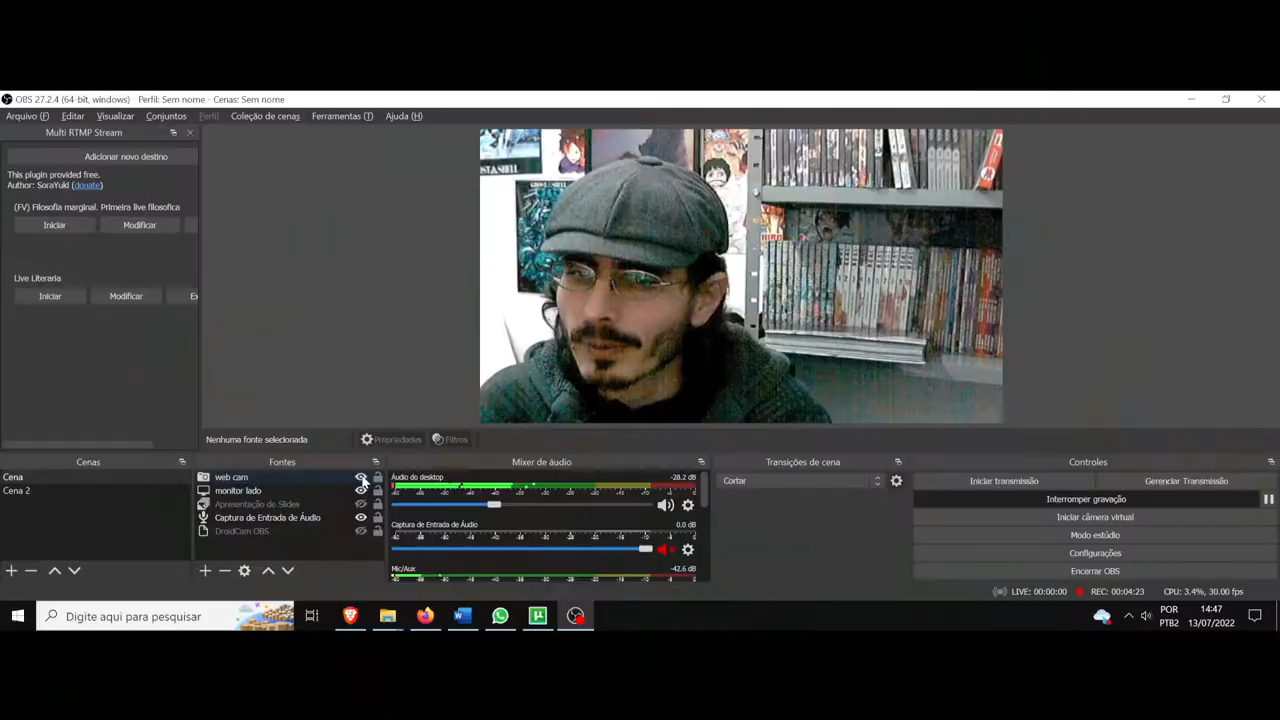 OBS 27.2.4 (64-bit, windows) - Perfil: Sem nome - Cenas: Sem nome
Arquivo (F) Editar Visualizar Conjuntos Perfil Coleção de cenas Ferramentas (T) Ajuda (H)
Multi RTMP Stream
Adicionar novo destino
This plugin provided free.
Author: SoraYuki (donate)
(FV) Filosofia marginal. Primeira live filosofica
Iniciar Modificar
Live Literaria
Iniciar Modificar Ex
Nenhuma fonte selecionada Propriedades Filtros
Cenas
Cena
Cena 2
Fontes
web cam
monitor lado
Apresentação de Slides
Captura de Entrada de Áudio
DroidCam OBS
Mixer de áudio
Áudio do desktop -28.2 dB
Captura de Entrada de Áudio 0.0 dB
Mic/Aux -42.6 dB
Transições de cena
Cortar
Controles
Iniciar transmissão Gerenciar Transmissão
Interromper gravação
Iniciar câmera virtual
Modo estúdio
Configurações
Encerrar OBS
LIVE: 00:00:00 REC: 00:04:23 CPU: 3.4%, 30.00 fps
Digite aqui para pesquisar
POR
PTB2
14:47
13/07/2022